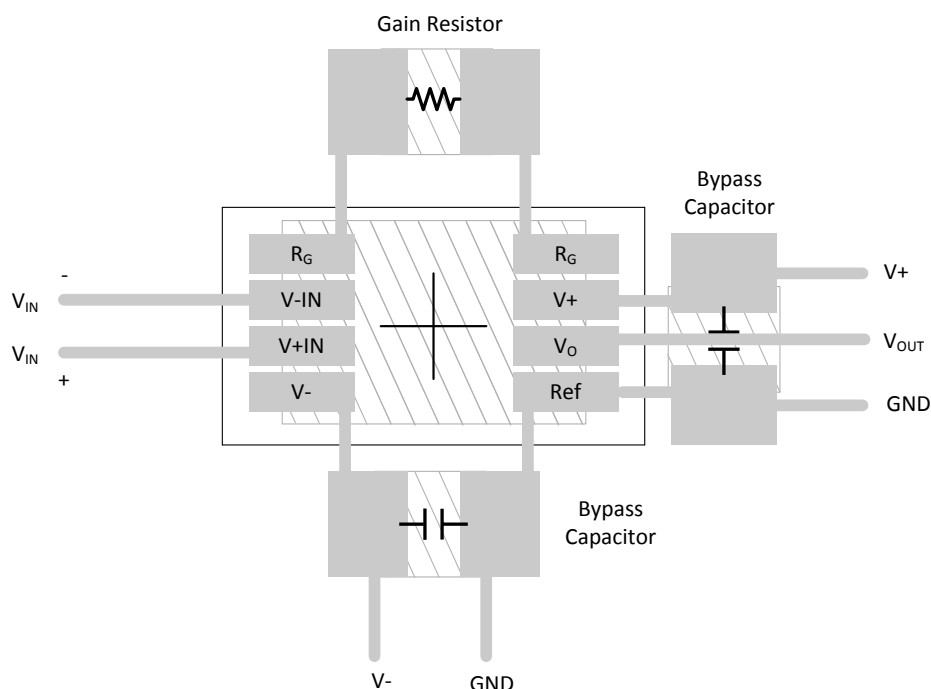 Gain Resistor
Bypass
Capacitor
R_G
R_G
V+
-
V_IN
V-IN
V+
V_IN
V+IN
V_O
V_OUT
+
V-
Ref
GND
Bypass
Capacitor
V-
GND